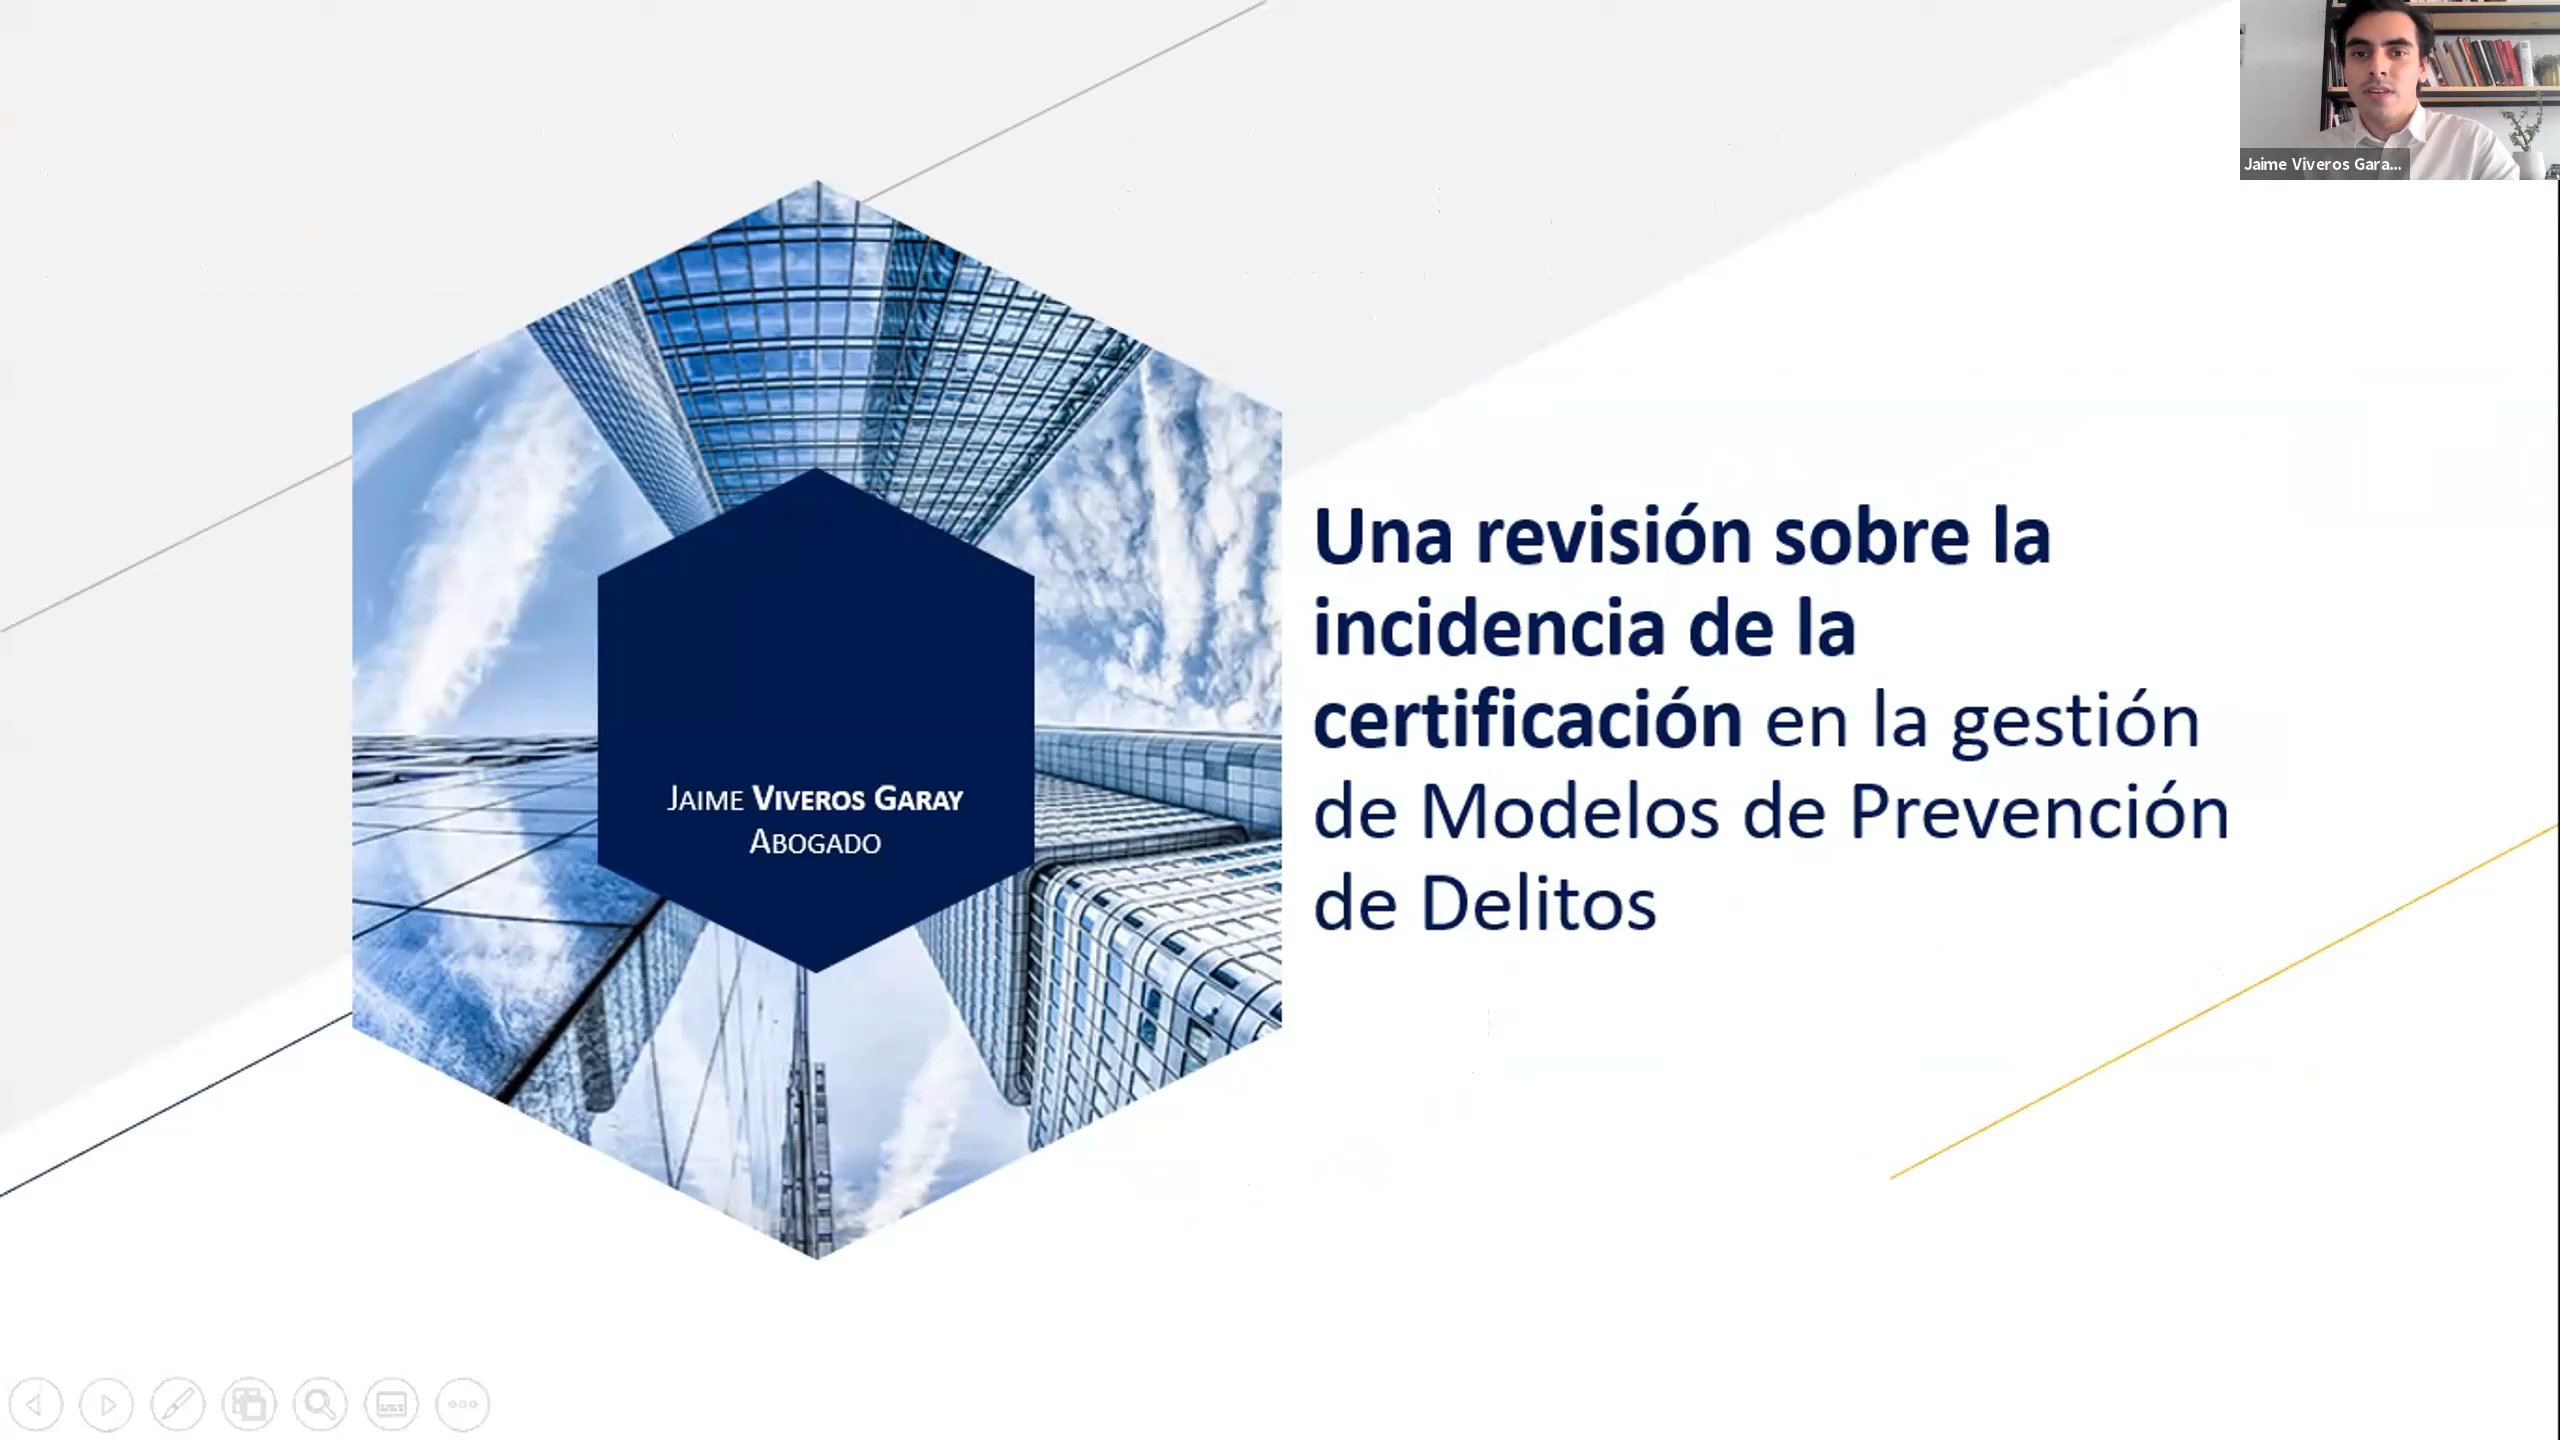 Jaime Viveros Gara...
Una revisión sobre la
incidencia de la
certificación en la gestión
de Modelos de Prevención
de Delitos
JAIME VIVEROS GARAY
ABOGADO